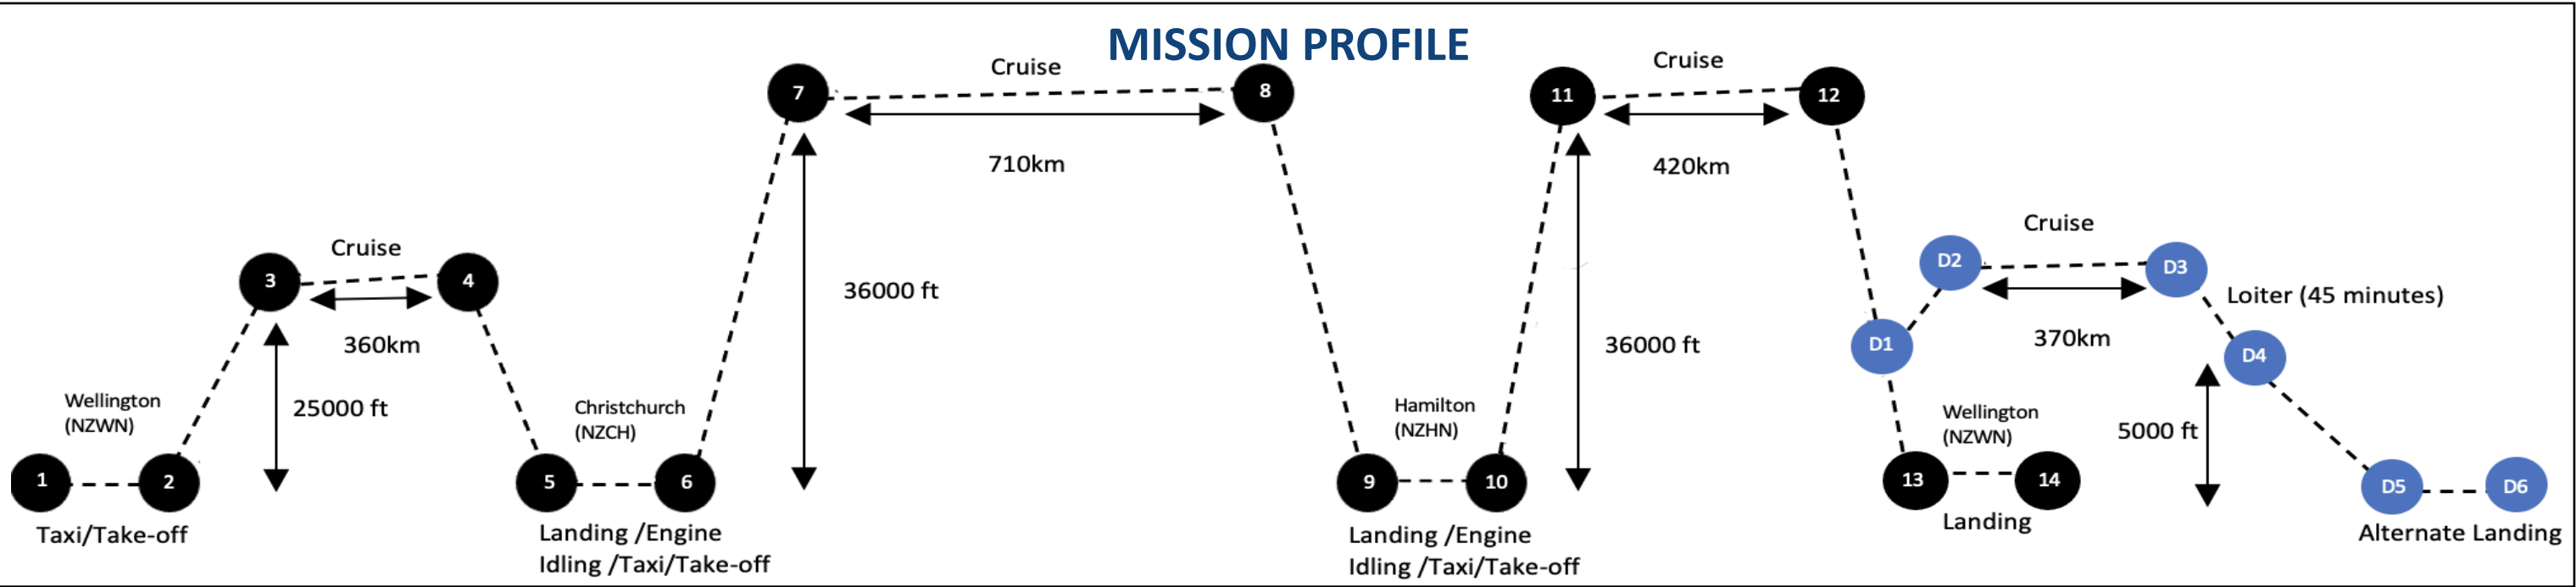 MISSION PROFILE
Cruise
7
8
710km
36000 ft
Cruise
11
12
420km
36000 ft
Cruise
3
4
360km
25000 ft
Wellington
(NZWN)
1
2
Taxi/Take-off
Christchurch
(NZCH)
5
6
Landing /Engine
Idling /Taxi/Take-off
Hamilton
(NZHN)
9
10
Landing /Engine
Idling /Taxi/Take-off
Cruise
D1
D2
D3
370km
Loiter (45 minutes)
D4
5000 ft
Wellington
(NZWN)
13
14
Landing
D5
D6
Alternate Landing